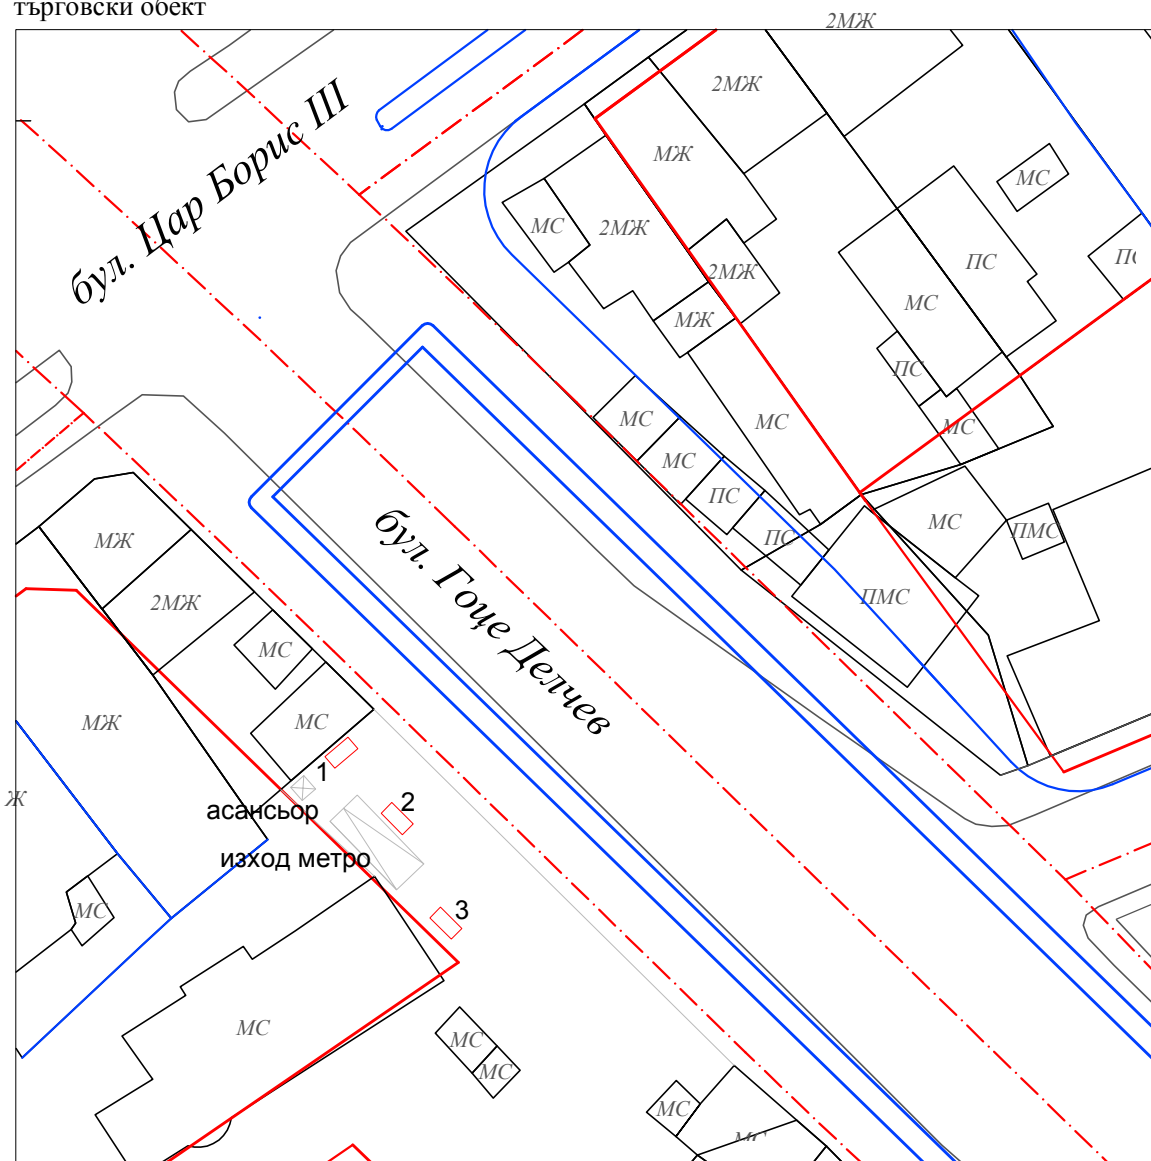 търговски обект
2МЖ
2МЖ
бул. Цар Борис III
МЖ
МС
МС
2МЖ
ПС
2МЖ
МС
МЖ
ПС
МС
МС
МС
МС
ПС
МС
ПМС
ПС
бул. Гоце Делчев
МЖ
2МЖ
ПМС
МС
МЖ
МС
1
Ж
асансьор
2
изход метро
3
МС
МС
МС
МС
МС